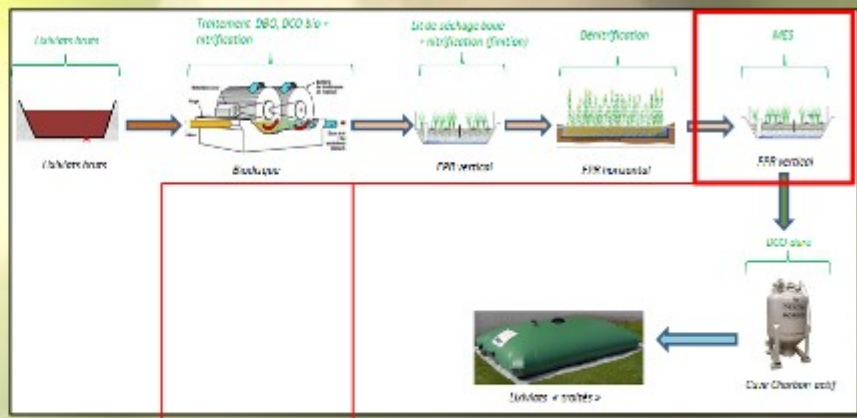 Lixiviats bruts
Traitement DBO, DCO bio +
nitrification
Lit de séchage boue
+ nitrification (finition)
Dénitrification
MES
Lixiviats bruts
Biodisque
FPR vertical
FPR horizontal
FPR vertical
DCO dure
Cuve Charbon actif
Lixiviats « traités »